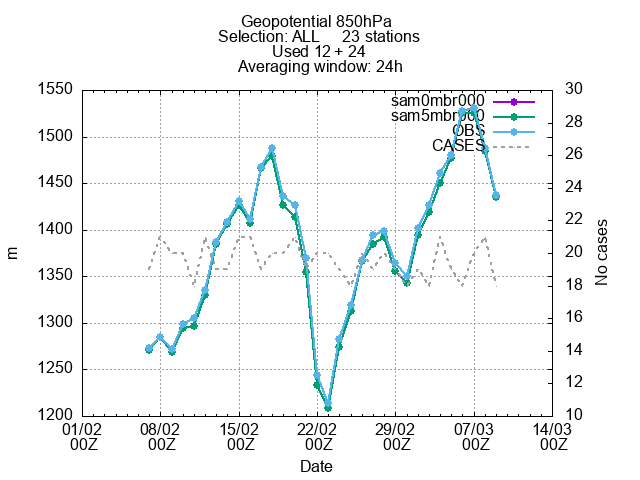 Geopotential 850hPa
Selection: ALL 23 stations
Used 12 + 24
Averaging window: 24h
sam0mbr000
sam5mbr000
OBS
CASES
1550
1500
1450
1400
1350
1300
1250
1200
m
30
28
26
24
22
20
18
16
14
12
10
No cases
01/02 08/02 15/02 22/02 29/02 07/03 14/03
00Z 00Z 00Z 00Z 00Z 00Z 00Z
Date